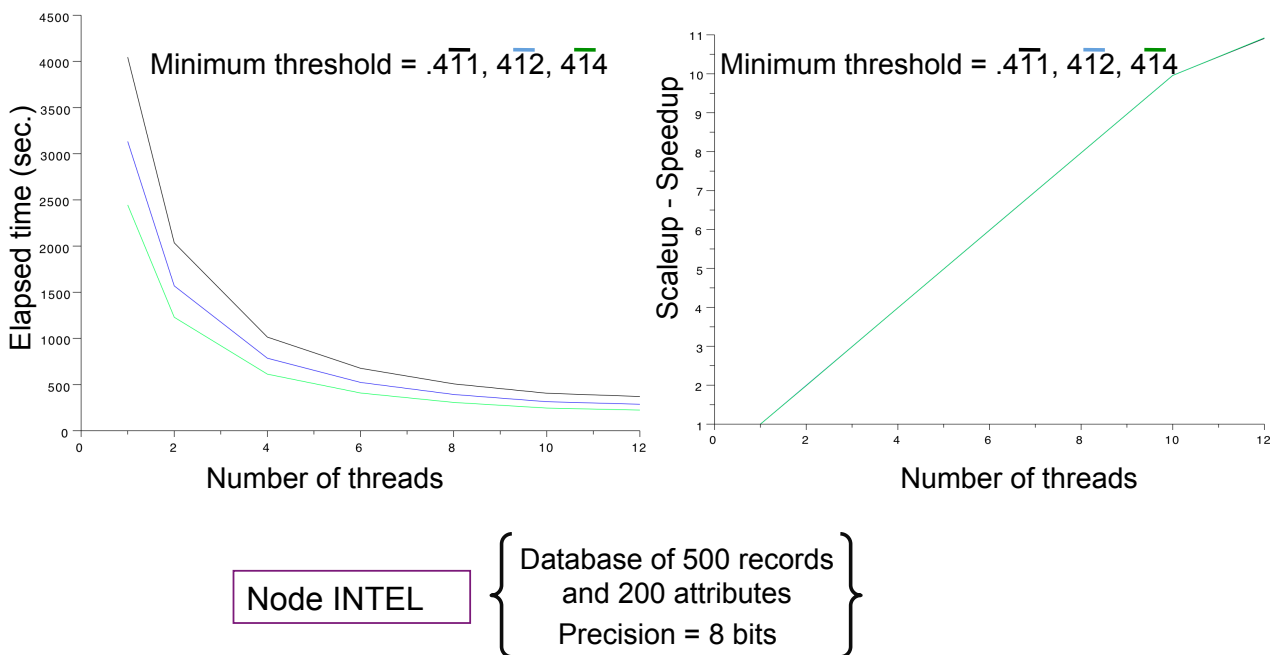 4500
4000
3500
3000
2500
2000
1500
1000
500
0
Elapsed time (sec.)
Minimum threshold = .411, 412, 414
0 2 4 6 8 10 12
Number of threads
11
10
9
8
7
6
5
4
3
2
1
Scaleup - Speedup
Minimum threshold = .411, 412, 414
0 2 4 6 8 10 12
Number of threads
Node INTEL
Database of 500 records
and 200 attributes
Precision = 8 bits